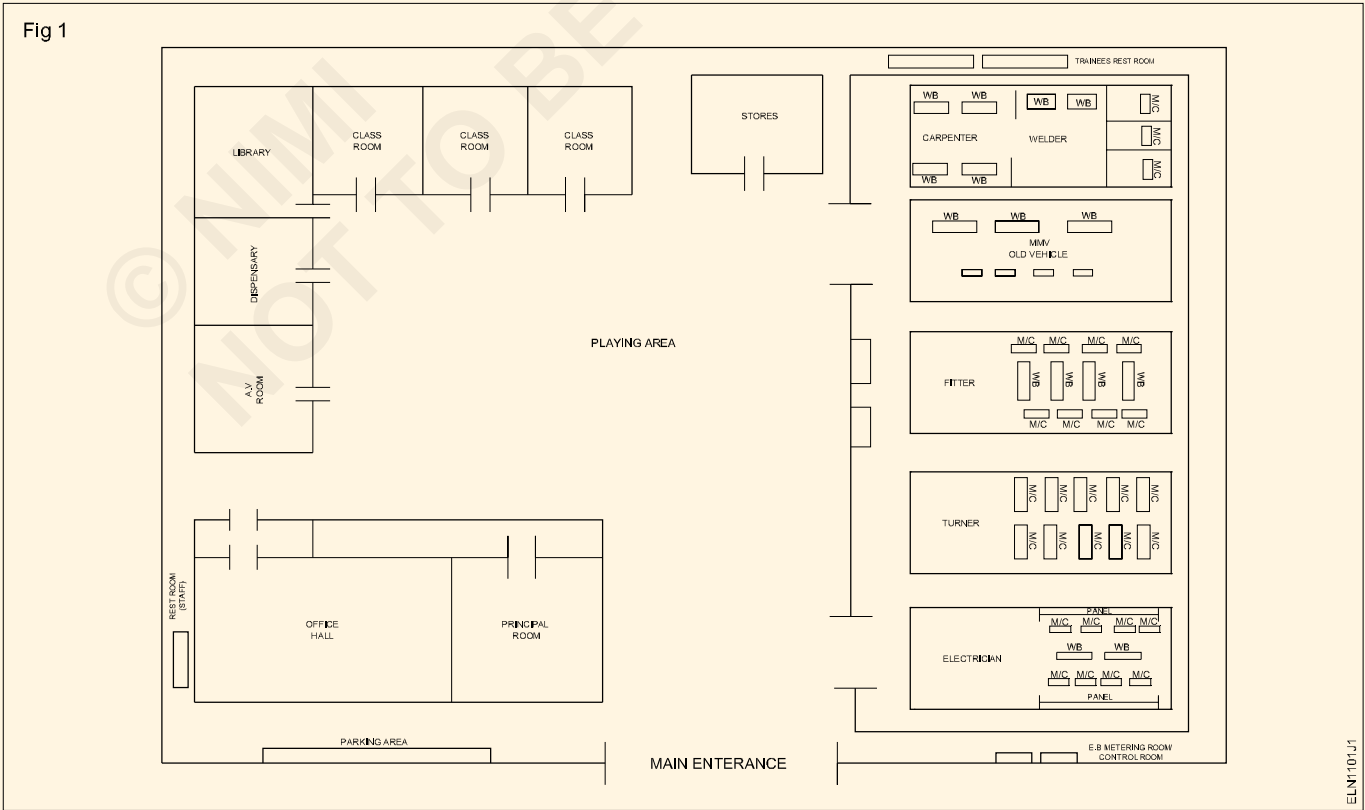 Fig 1
© NIMI
NOT TO BE
TRAINEES REST ROOM
LIBRARY
CLASS
ROOM
CLASS
ROOM
CLASS
ROOM
STORES
WB
WB
WB
WB
M/C
M/C
M/C
CARPENTER
WELDER
WB
WB
DISPENSARY
WB
WB
WB
MMV
OLD VEHICLE
A.V
ROOM
PLAYING AREA
M/C
M/C
M/C
M/C
FITTER
WB
WB
WB
WB
M/C
M/C
M/C
M/C
TURNER
M/C
M/C
M/C
M/C
M/C
M/C
M/C
M/C
M/C
M/C
REST ROOM
(STAFF)
OFFICE
HALL
PRINCIPAL
ROOM
PANEL
M/C
M/C
M/C
M/C
ELECTRICIAN
WB
WB
M/C
M/C
M/C
M/C
PANEL
PARKING AREA
MAIN ENTERANCE
E.B METERING ROOM/
CONTROL ROOM
ELN1101J1